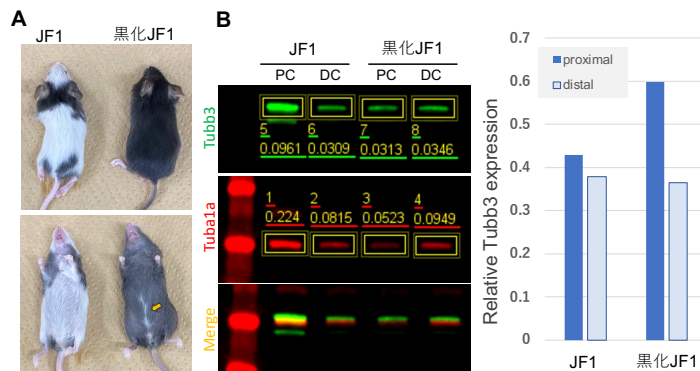 A
JF1
黒化JF1
B
JF1
黒化JF1
PC
DC
PC
DC
Tubb3
5
6
7
8
0.0961
0.0309
0.0313
0.0346
Tuba1a
1
2
3
4
0.224
0.0815
0.0523
0.0949
Merge
Relative Tubb3 expression
0.7
0.6
0.5
0.4
0.3
0.2
0.1
0
proximal
distal
JF1
黒化JF1